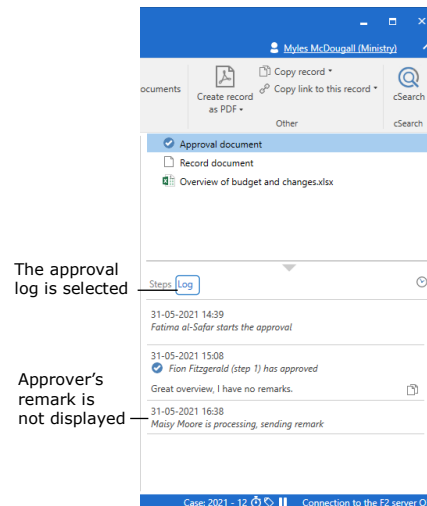 Myles McDougall (Ministry)
ocuments
Create record
as PDF
Copy record
Copy link to this record
Other
cSearch
cSearch
Approval document
Record document
Overview of budget and changes.xlsx
The approval
log is selected
Steps Log
31-05-2021 14:39
Fatima al-Safar starts the approval
31-05-2021 15:08
Fion Fitzgerald (step 1) has approved
Great overview, I have no remarks.
Approver's
remark is
not displayed
31-05-2021 16:38
Maisy Moore is processing, sending remark
Case: 2021 - 12
Connection to the F2 server O